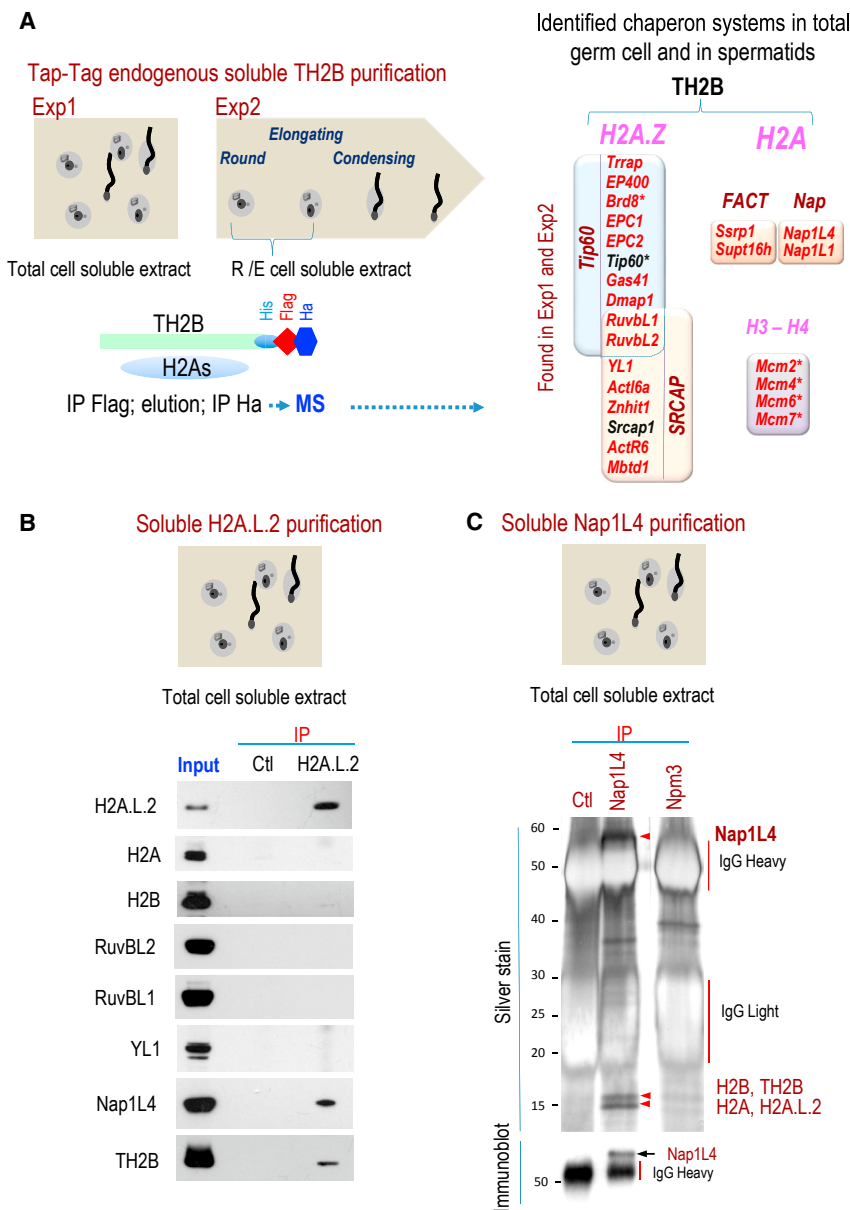 A
Tap-Tag endogenous soluble TH2B purification
Exp1
Exp2
Elongating
Round
Condensing
Total cell soluble extract
R /E cell soluble extract
His
Flag
Ha
TH2B
H2As
IP Flag; elution; IP Ha
MS
Identified chaperon systems in total
germ cell and in spermatids
TH2B
H2A.Z
H2A
Found in Exp1 and Exp2
Tip60
Trrap
EP400
Brd8*
EPC1
EPC2
Tip60*
Gas41
Dmap1
RuvbL1
RuvbL2
YL1
Actl6a
Znhit1
Srcap1
ActR6
Mbtd1
SRCAP
FACT
Nap
Ssrp1
Supt16h
Nap1L4
Nap1L1
H3 – H4
Mcm2*
Mcm4*
Mcm6*
Mcm7*
B
Soluble H2A.L.2 purification
Total cell soluble extract
IP
Input
Ctl
H2A.L.2
H2A.L.2
H2A
H2B
RuvBL2
RuvBL1
YL1
Nap1L4
TH2B
C
Soluble Nap1L4 purification
Total cell soluble extract
IP
Ctl
Nap1L4
Npm3
Silver stain
60
50
40
30
25
20
15
Nap1L4
IgG Heavy
IgG Light
H2B, TH2B
H2A, H2A.L.2
Immunoblot
50
Nap1L4
IgG Heavy